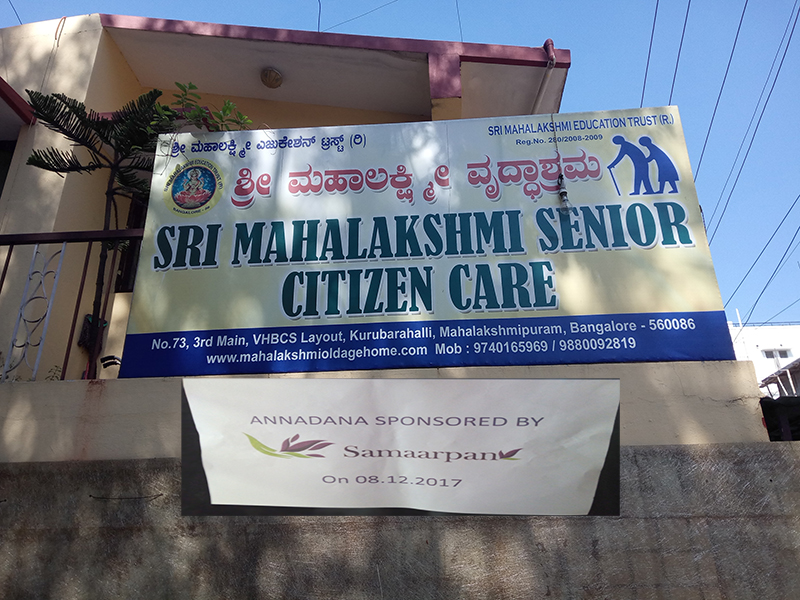 ಶ್ರೀ ಮಹಾಲಕ್ಷ್ಮೀ ಎಜುಕೇಶನ್ ಟ್ರಸ್ಟ್ (ರಿ)
SRI MAHALAKSHMI EDUCATION TRUST (R.)
Reg.No. 280/2008-2009
ಶ್ರೀ ಮಹಾಲಕ್ಷ್ಮೀ ವೃದ್ಧಾಶ್ರಮ
SRI MAHALAKSHMI SENIOR
CITIZEN CARE
No.73, 3rd Main, VHBCS Layout, Kurubarahalli, Mahalakshmipuram, Bangalore - 560086
www.mahalakshmioldagehome.com Mob : 9740165969 / 9880092819
ANNADANA SPONSORED BY
Samaarpan
On 08.12.2017